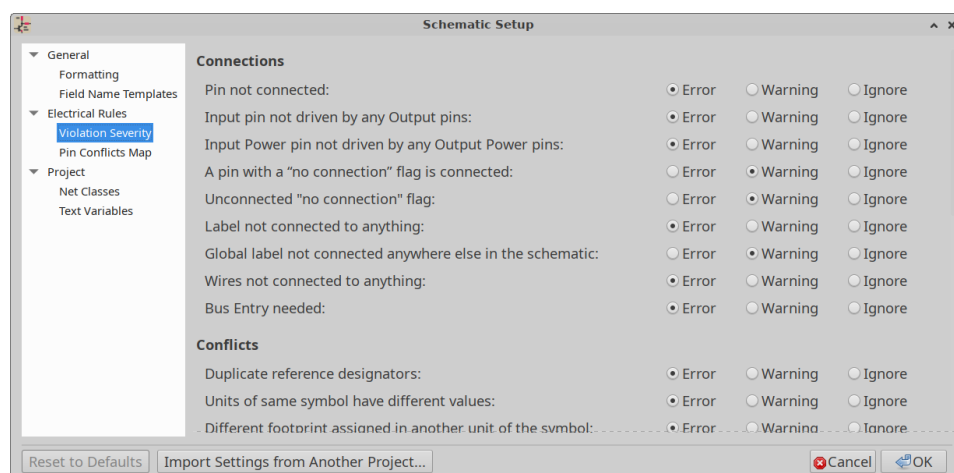 Schematic Setup
General
Formatting
Field Name Templates
Electrical Rules
Violation Severity
Pin Conflicts Map
Project
Net Classes
Text Variables
Connections
Pin not connected: Error Warning Ignore
Input pin not driven by any Output pins: Error Warning Ignore
Input Power pin not driven by any Output Power pins: Error Warning Ignore
A pin with a “no connection” flag is connected: Error Warning Ignore
Unconnected "no connection" flag: Error Warning Ignore
Label not connected to anything: Error Warning Ignore
Global label not connected anywhere else in the schematic: Error Warning Ignore
Wires not connected to anything: Error Warning Ignore
Bus Entry needed: Error Warning Ignore
Conflicts
Duplicate reference designators: Error Warning Ignore
Units of same symbol have different values: Error Warning Ignore
Different footprint assigned in another unit of the symbol: Error Warning Ignore
Reset to Defaults Import Settings from Another Project... Cancel OK